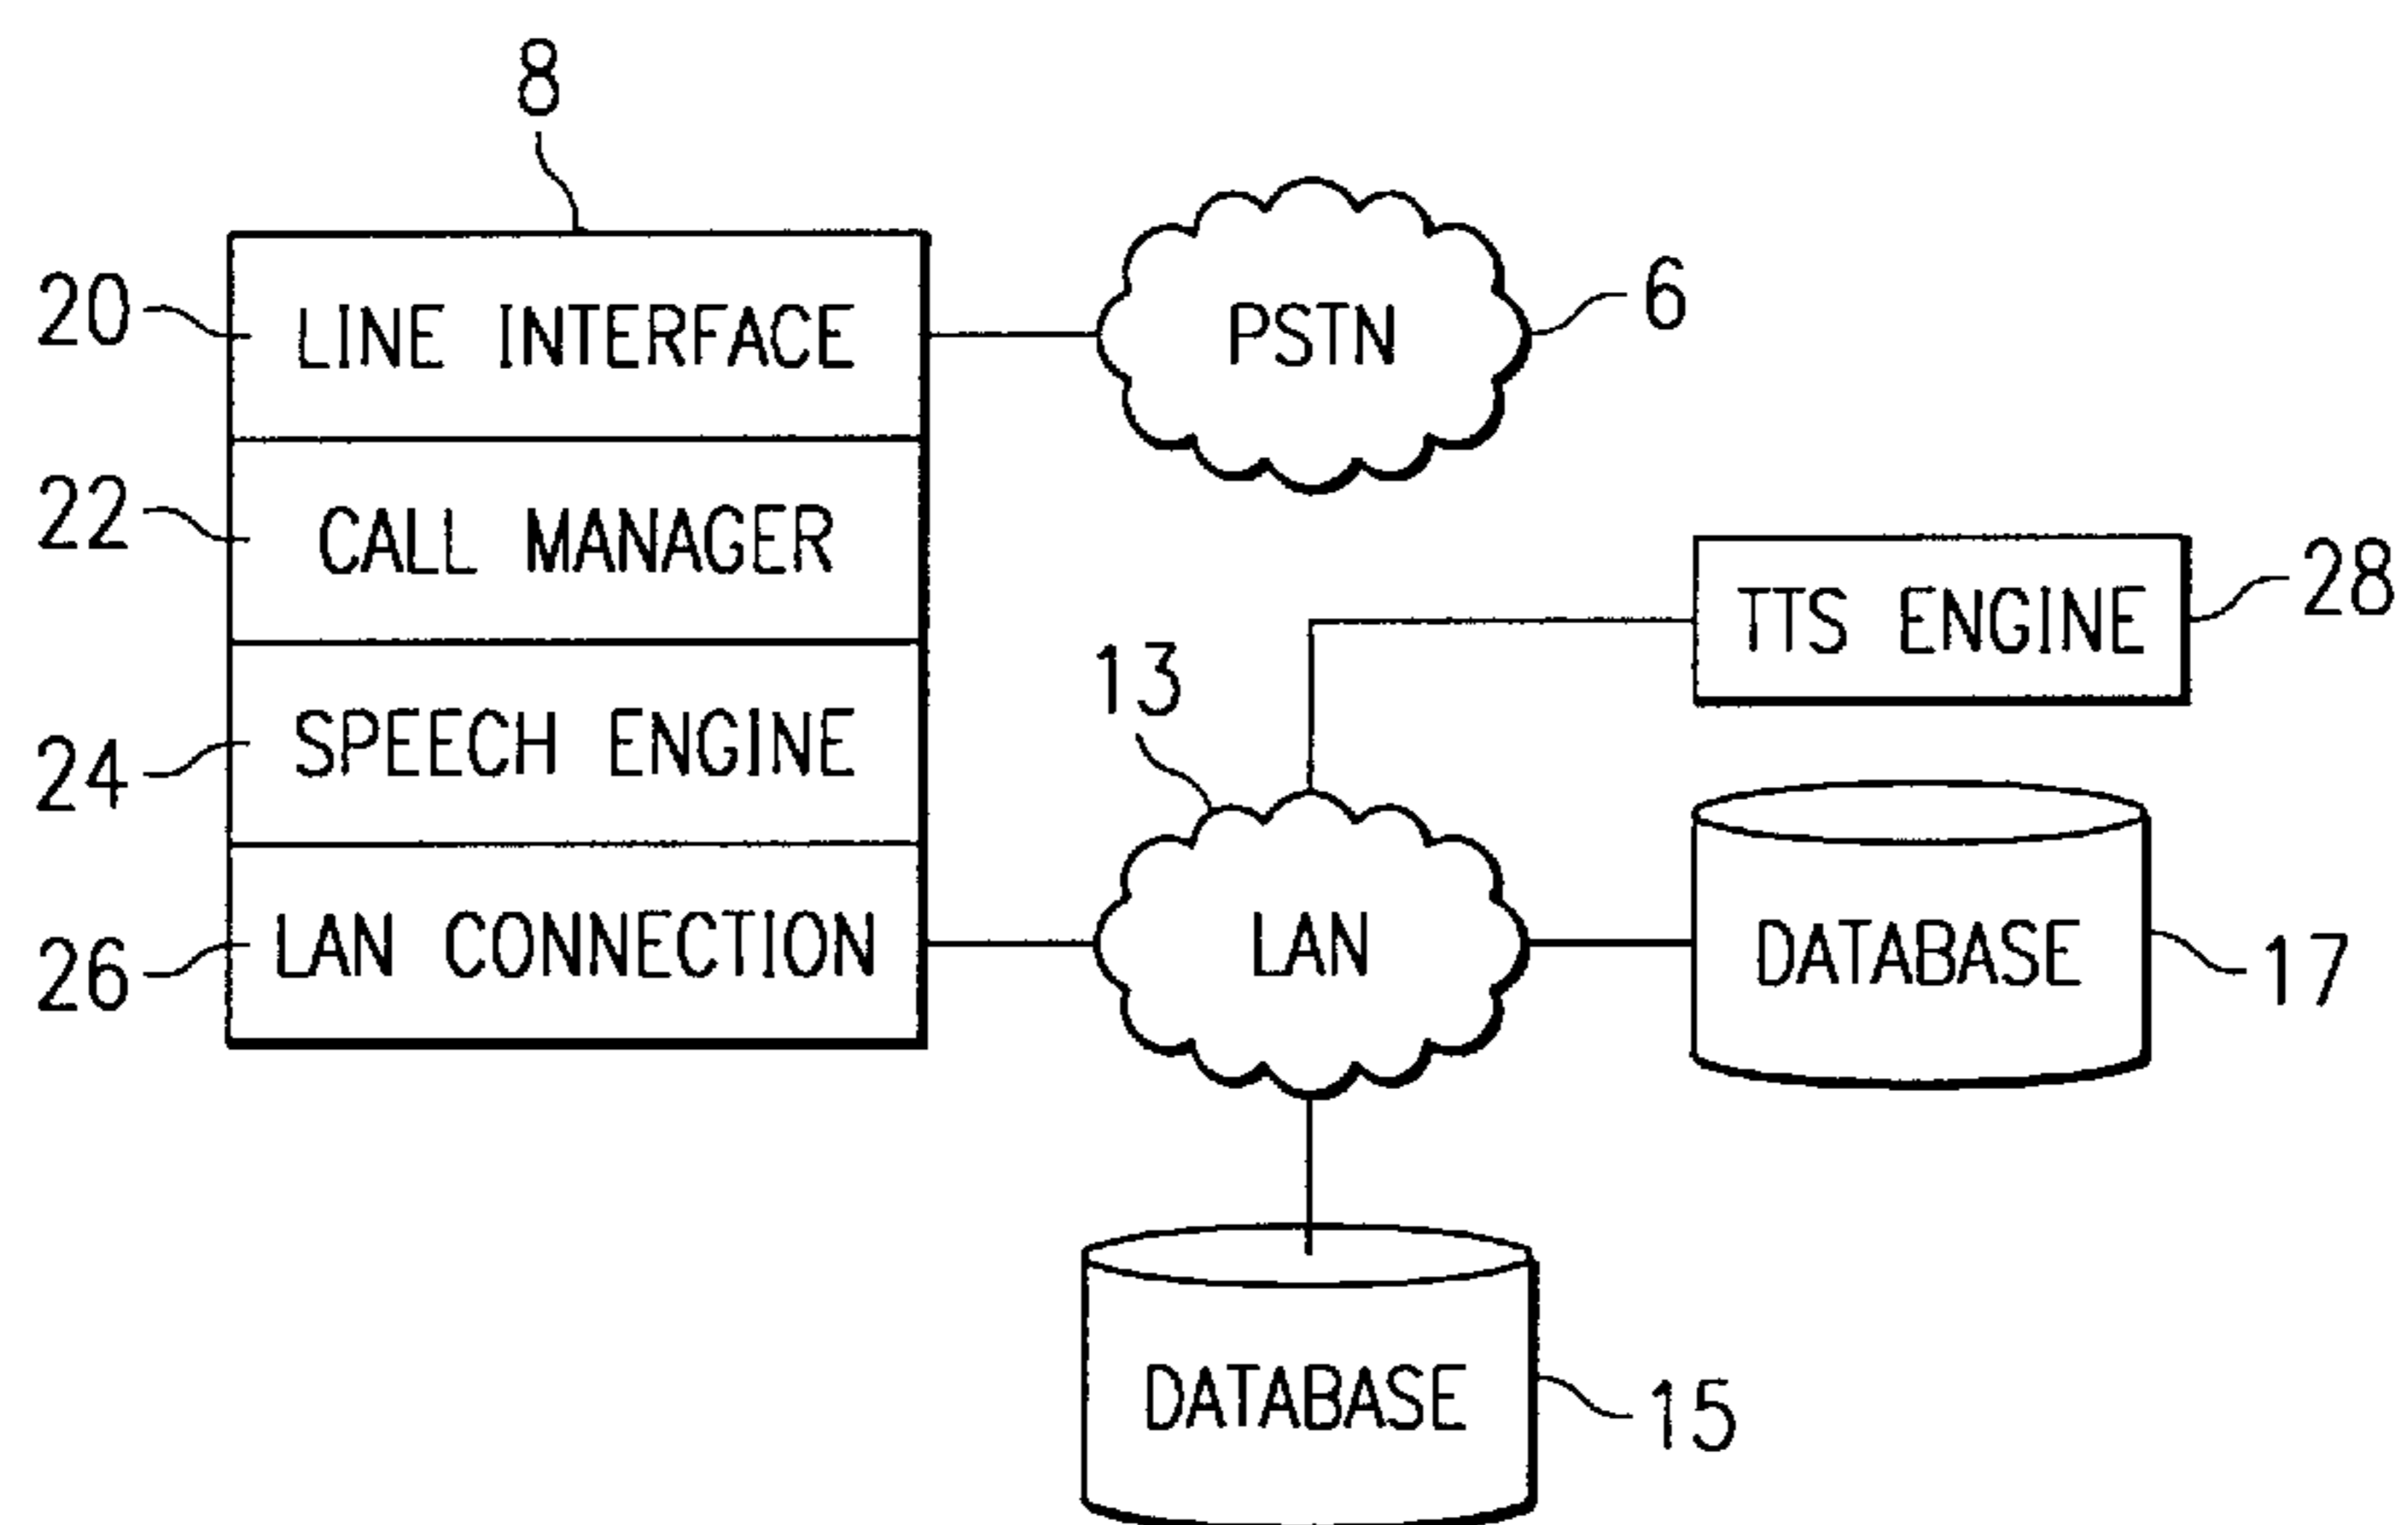 8
20
LINE INTERFACE
PSTN
6
22
CALL MANAGER
TTS ENGINE
28
13
24
SPEECH ENGINE
26
LAN CONNECTION
LAN
DATABASE
17
DATABASE
15